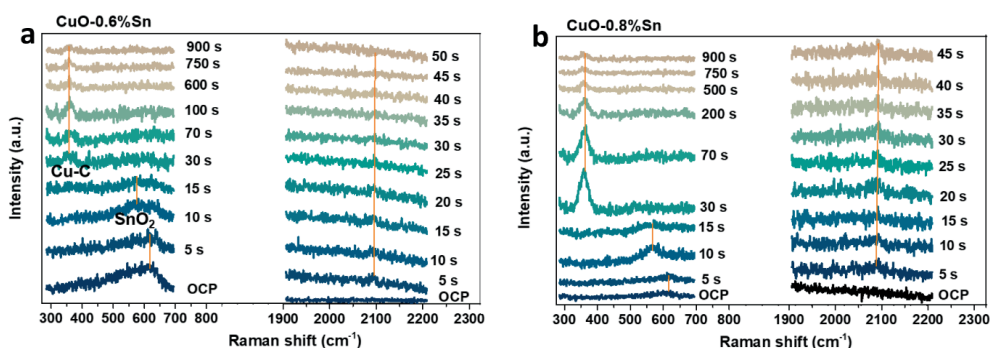 a
CuO-0.6%Sn
Intensity (a.u.)
900 s
750 s
600 s
100 s
70 s
30 s
Cu-C
15 s
10 s
SnO2
5 s
OCP
50 s
45 s
40 s
35 s
30 s
25 s
20 s
15 s
10 s
5 s
OCP
300 400 500 600 700 800 1900 2000 2100 2200 2300
Raman shift (cm-1)
b
CuO-0.8%Sn
Intensity (a.u.)
900 s
750 s
500 s
200 s
70 s
30 s
15 s
10 s
5 s
OCP
45 s
40 s
35 s
30 s
25 s
20 s
15 s
10 s
5 s
OCP
300 400 500 600 700 800 1900 2000 2100 2200 2300
Raman shift (cm-1)